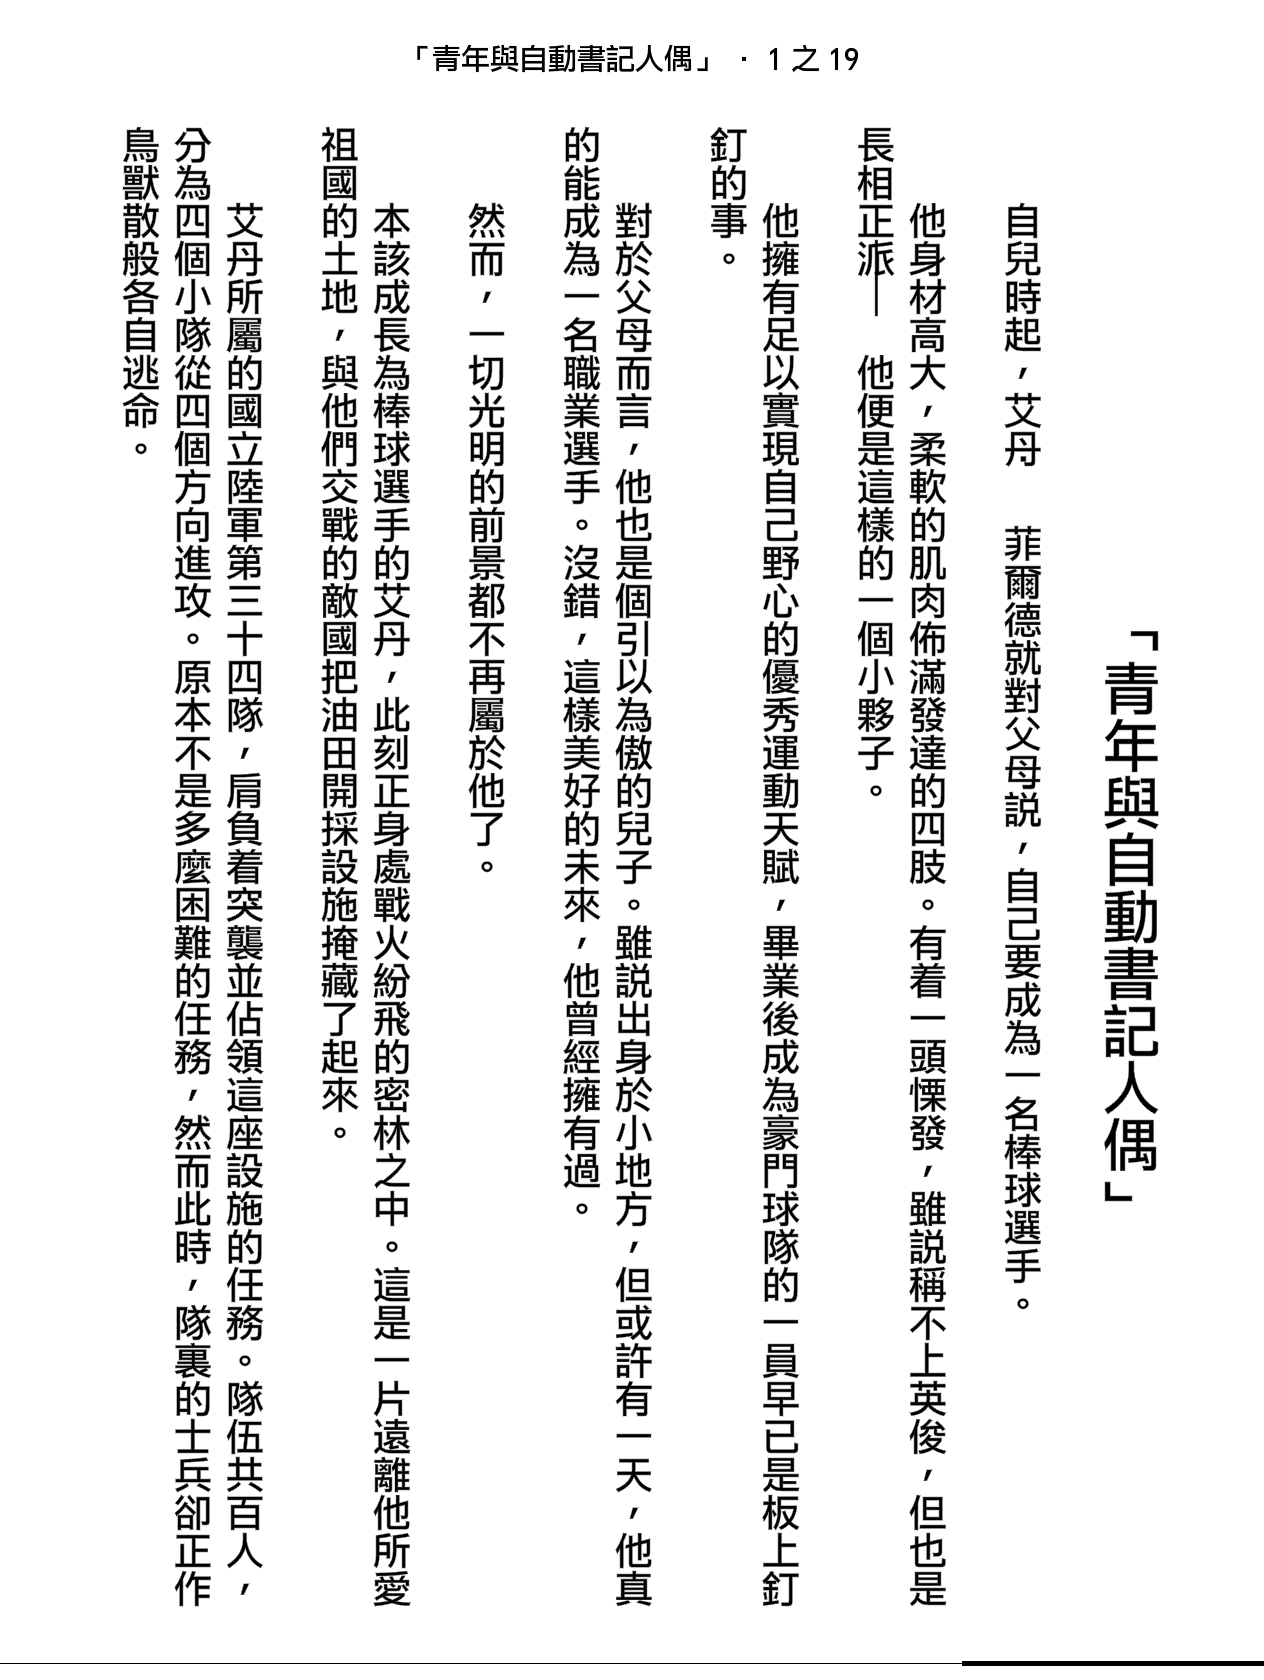 「青年與自動書記人偶」 · 1 之 19
「青年與自動書記人偶」
自兒時起，艾丹　菲爾德就對父母説，自己要成為一名棒球選手。
他身材高大，柔軟的肌肉佈滿發達的四肢。有着一頭慄發，雖説稱不上英俊，但也是
長相正派——　他便是這樣的一個小夥子。
他擁有足以實現自己野心的優秀運動天賦，畢業後成為豪門球隊的一員早已是板上釘
釘的事。
對於父母而言，他也是個引以為傲的兒子。雖説出身於小地方，但或許有一天，他真
的能成為一名職業選手。沒錯，這樣美好的未來，他曾經擁有過。
然而，一切光明的前景都不再屬於他了。
本該成長為棒球選手的艾丹，此刻正身處戰火紛飛的密林之中。這是一片遠離他所愛
祖國的土地，與他們交戰的敵國把油田開採設施掩藏了起來。
艾丹所屬的國立陸軍第三十四隊，肩負着突襲並佔領這座設施的任務。隊伍共百人，
分為四個小隊從四個方向進攻。原本不是多麼困難的任務，然而此時，隊裏的士兵卻正作
鳥獸散般各自逃命。